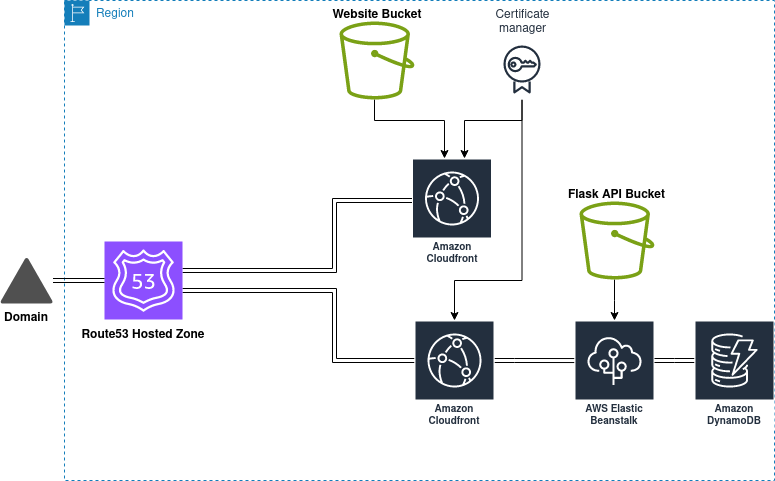 Region
Website Bucket
Certificate
manager
Flask API Bucket
Amazon
Cloudfront
53
Domain
Route53 Hosted Zone
Amazon
Cloudfront
AWS Elastic
Beanstalk
Amazon
DynamoDB